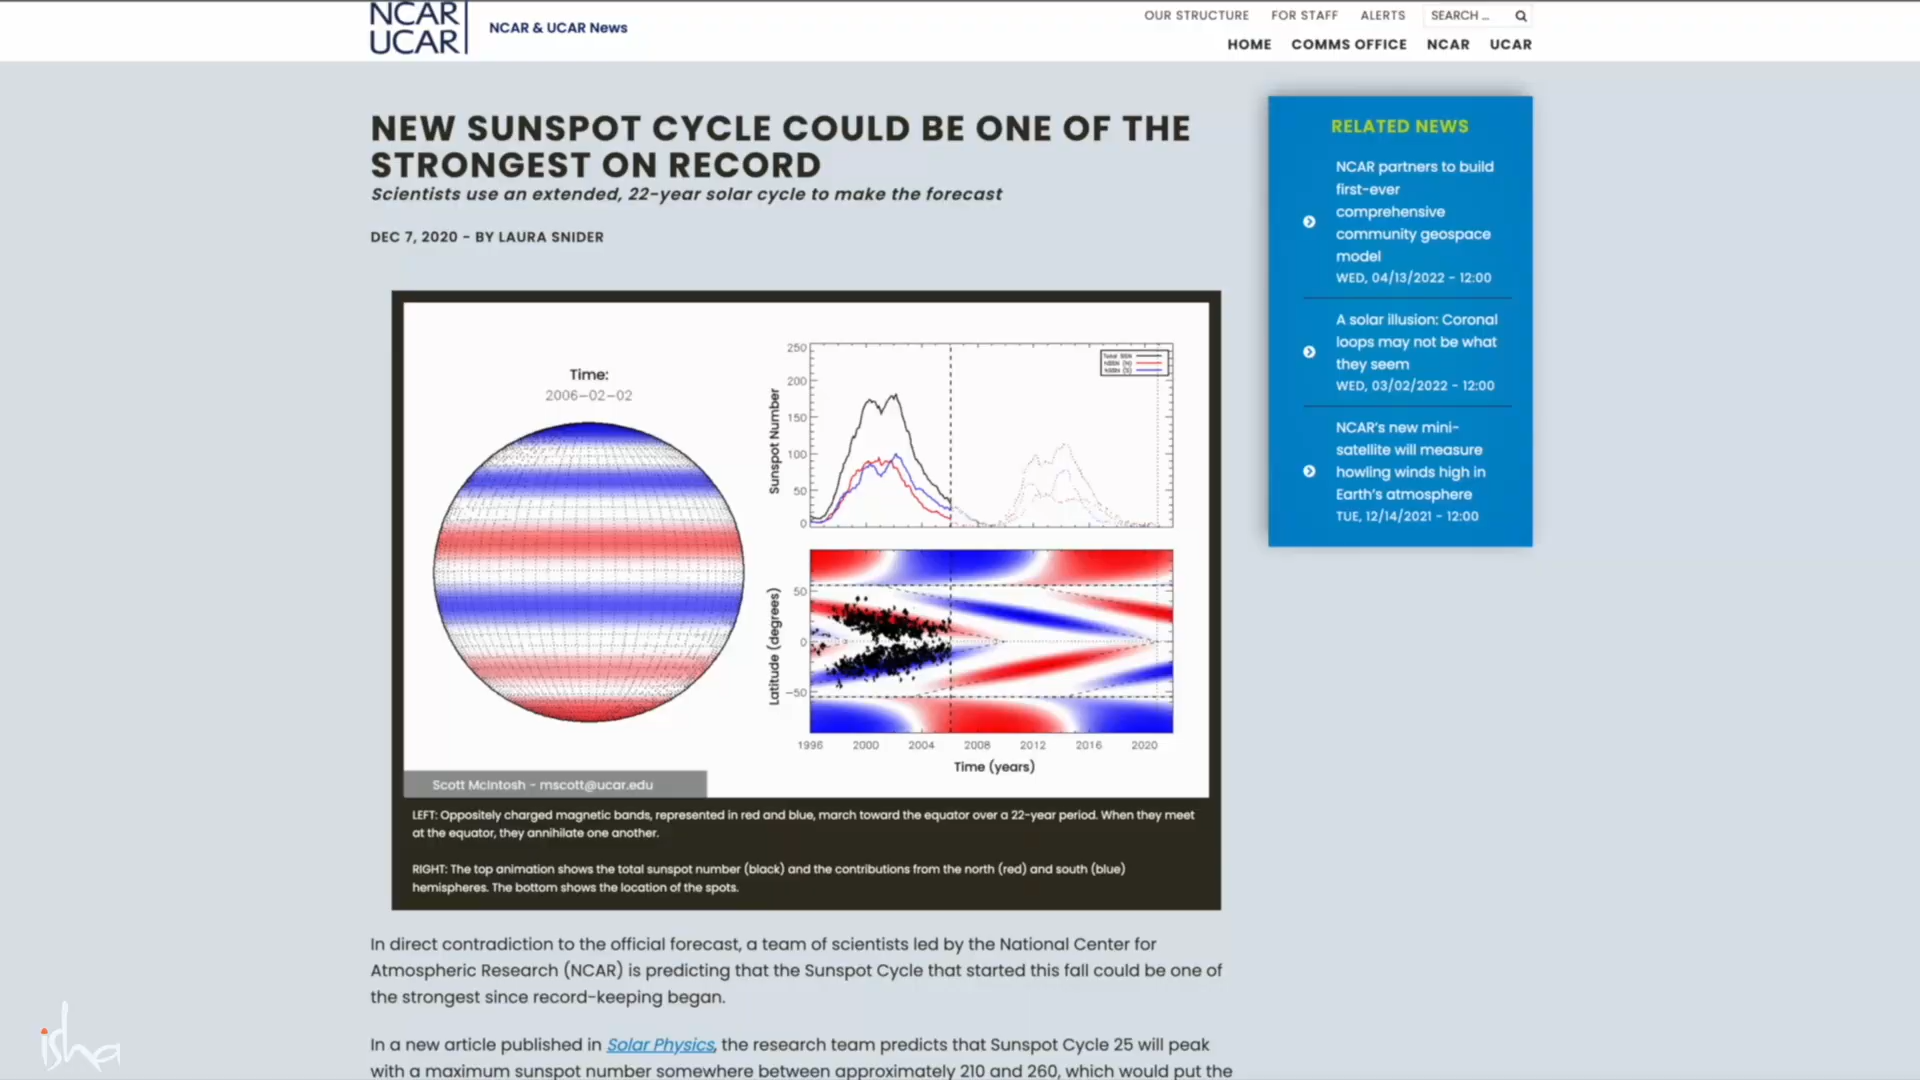 NCAR
UCAR
NCAR & UCAR News
OUR STRUCTURE
FOR STAFF
ALERTS
SEARCH ...
HOME
COMMS OFFICE
NCAR
UCAR
NEW SUNSPOT CYCLE COULD BE ONE OF THE
STRONGEST ON RECORD
Scientists use an extended, 22-year solar cycle to make the forecast
DEC 7, 2020 - BY LAURA SNIDER
Time:
2006-02-02
Sunspot Number
250
200
150
100
50
0
Total SSN
hSSN (N)
hSSN (S)
Latitude (degrees)
50
0
-50
1996
2000
2004
2008
2012
2016
2020
Time (years)
Scott McIntosh - mscott@ucar.edu
LEFT: Oppositely charged magnetic bands, represented in red and blue, march toward the equator over a 22-year period. When they meet
at the equator, they annihilate one another.
RIGHT: The top animation shows the total sunspot number (black) and the contributions from the north (red) and south (blue)
hemispheres. The bottom shows the location of the spots.
In direct contradiction to the official forecast, a team of scientists led by the National Center for
Atmospheric Research (NCAR) is predicting that the Sunspot Cycle that started this fall could be one of
the strongest since record-keeping began.
In a new article published in Solar Physics, the research team predicts that Sunspot Cycle 25 will peak
with a maximum sunspot number somewhere between approximately 210 and 260, which would put the
RELATED NEWS
NCAR partners to build
first-ever
comprehensive
community geospace
model
WED, 04/13/2022 - 12:00
A solar illusion: Coronal
loops may not be what
they seem
WED, 03/02/2022 - 12:00
NCAR's new mini-
satellite will measure
howling winds high in
Earth's atmosphere
TUE, 12/14/2021 - 12:00
isha